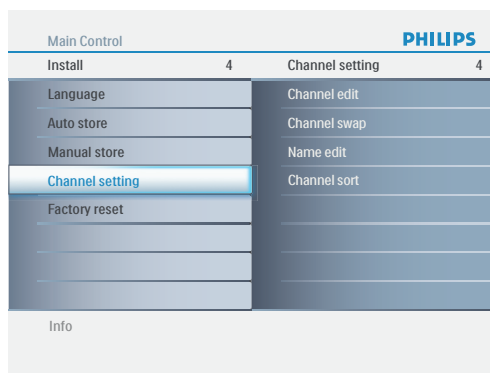 Main Control
PHILIPS
Install 4
Channel setting 4
Language
Channel edit
Auto store
Channel swap
Manual store
Name edit
Channel setting
Channel sort
Factory reset
Info